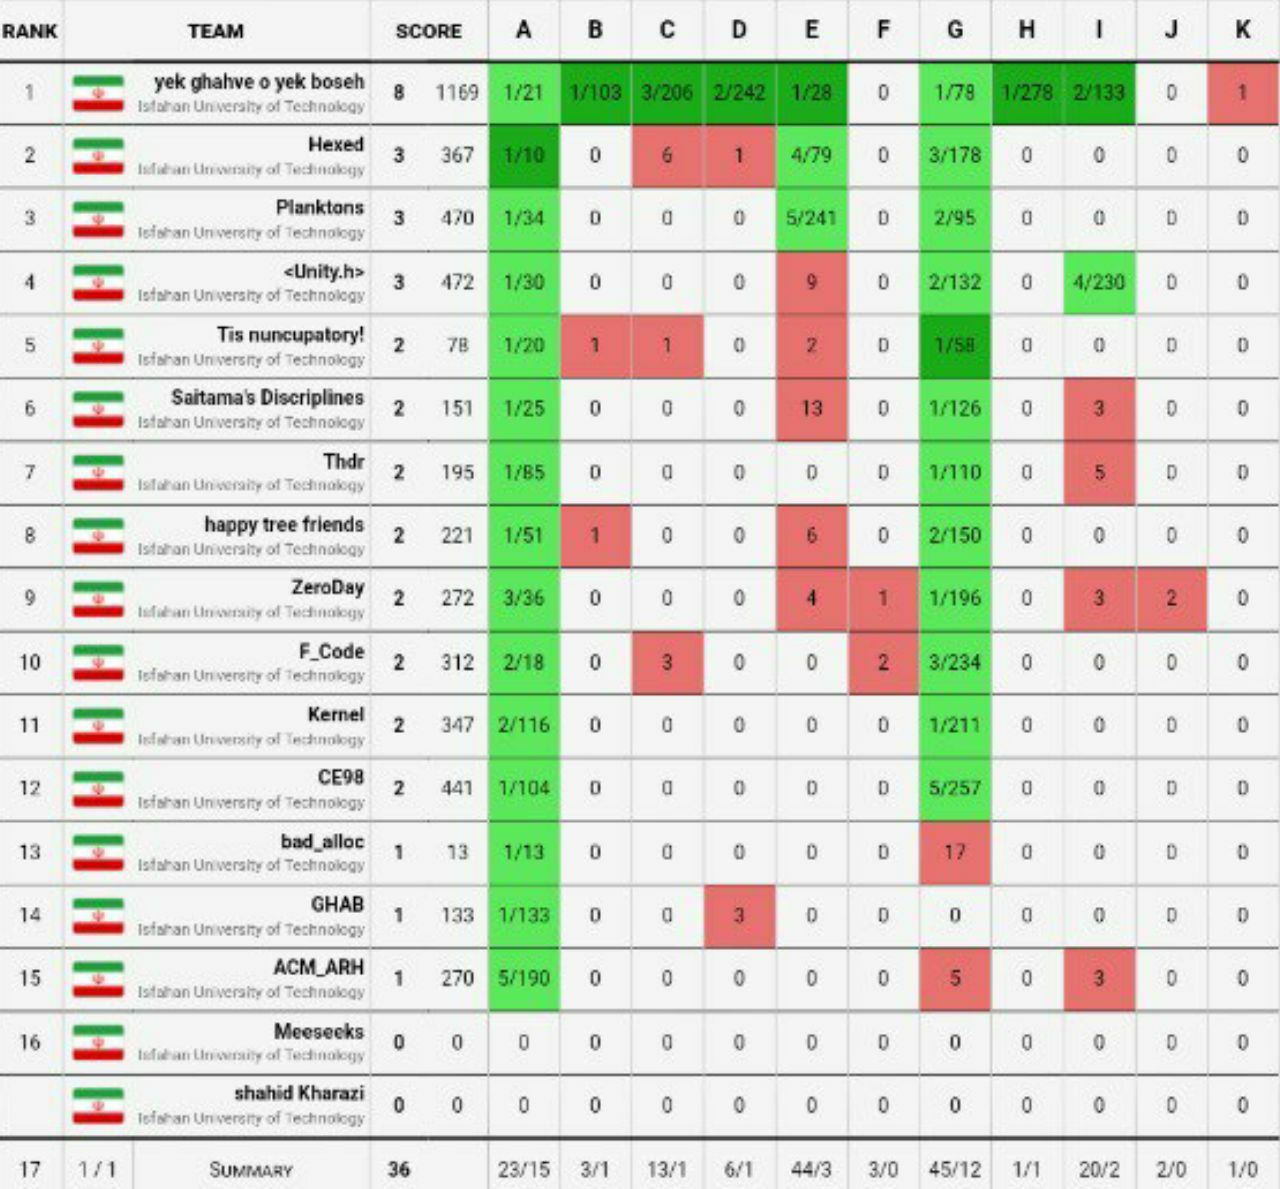 RANK TEAM SCORE A B C D E F G H I J K
1 yek ghahve o yek boseh 8 1169 1/21 1/103 3/206 2/242 1/28 0 1/78 1/278 2/133 0 1
Isfahan University of Technology
2 Hexed 3 367 1/10 0 6 1 4/79 0 3/178 0 0 0 0
Isfahan University of Technology
3 Planktons 3 470 1/34 0 0 0 5/241 0 2/95 0 0 0 0
Isfahan University of Technology
4 <Unity.h> 3 472 1/30 0 0 0 9 0 2/132 0 4/230 0 0
Isfahan University of Technology
5 Tis nuncupatory! 2 78 1/20 1 1 0 2 0 1/58 0 0 0 0
Isfahan University of Technology
6 Saitama's Discriplines 2 151 1/25 0 0 0 13 0 1/126 0 3 0 0
Isfahan University of Technology
7 Thdr 2 195 1/85 0 0 0 0 0 1/110 0 5 0 0
Isfahan University of Technology
8 happy tree friends 2 221 1/51 1 0 0 6 0 2/150 0 0 0 0
Isfahan University of Technology
9 ZeroDay 2 272 3/36 0 0 0 4 1 1/196 0 3 2 0
Isfahan University of Technology
10 F_Code 2 312 2/18 0 3 0 0 2 3/234 0 0 0 0
Isfahan University of Technology
11 Kernel 2 347 2/116 0 0 0 0 0 1/211 0 0 0 0
Isfahan University of Technology
12 CE98 2 441 1/104 0 0 0 0 0 5/257 0 0 0 0
Isfahan University of Technology
13 bad_alloc 1 13 1/13 0 0 0 0 0 17 0 0 0 0
Isfahan University of Technology
14 GHAB 1 133 1/133 0 0 3 0 0 0 0 0 0 0
Isfahan University of Technology
15 ACM_ARH 1 270 5/190 0 0 0 0 0 5 0 3 0 0
Isfahan University of Technology
16 Meeseeks 0 0 0 0 0 0 0 0 0 0 0 0 0
Isfahan University of Technology
shahid Kharazi 0 0 0 0 0 0 0 0 0 0 0 0 0
Isfahan University of Technology
17 1 / 1 SUMMARY 36 23/15 3/1 13/1 6/1 44/3 3/0 45/12 1/1 20/2 2/0 1/0